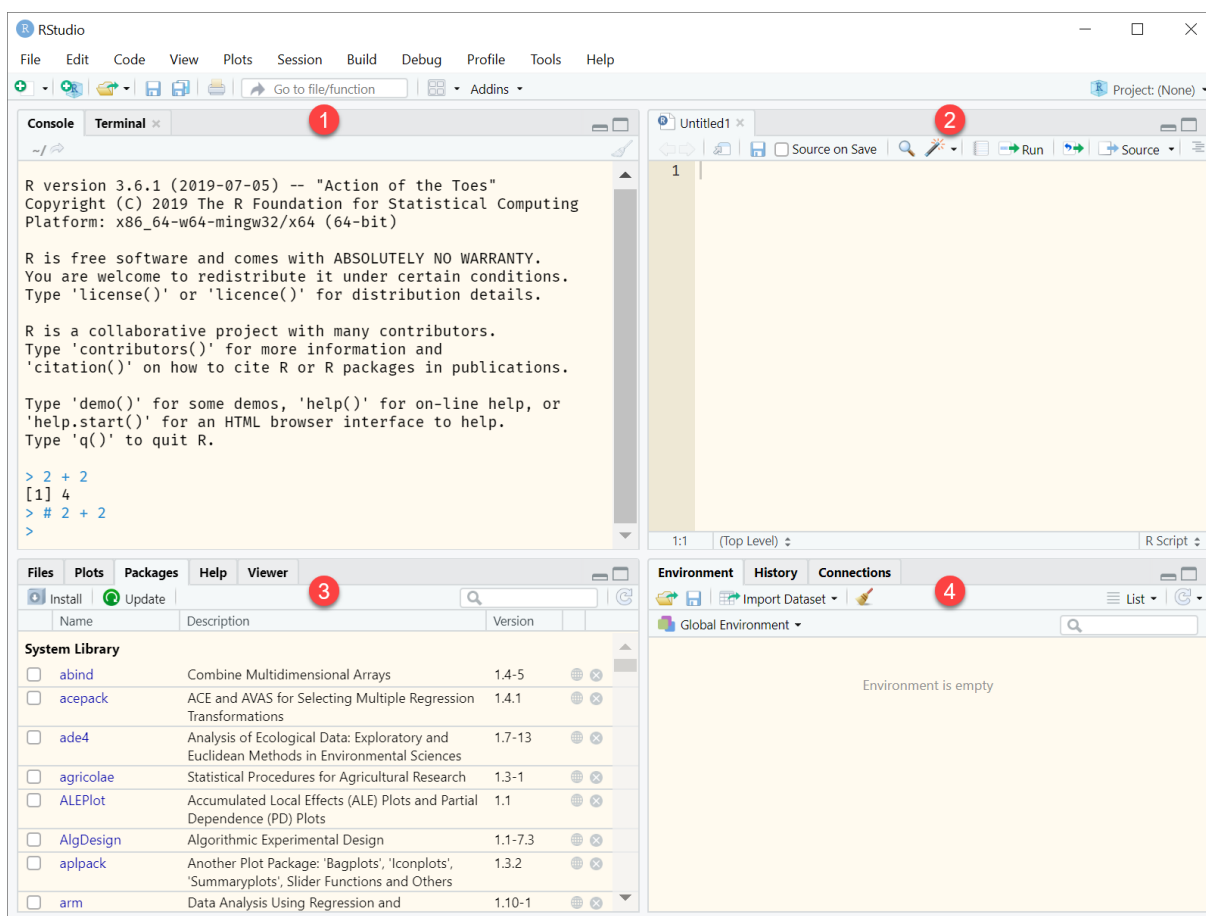 RStudio
File Edit Code View Plots Session Build Debug Profile Tools Help
Go to file/function Addins Project: (None)
Console Terminal
1
~/
R version 3.6.1 (2019-07-05) -- "Action of the Toes"
Copyright (C) 2019 The R Foundation for Statistical Computing
Platform: x86_64-w64-mingw32/x64 (64-bit)
R is free software and comes with ABSOLUTELY NO WARRANTY.
You are welcome to redistribute it under certain conditions.
Type 'license()' or 'licence()' for distribution details.
R is a collaborative project with many contributors.
Type 'contributors()' for more information and
'citation()' on how to cite R or R packages in publications.
Type 'demo()' for some demos, 'help()' for on-line help, or
'help.start()' for an HTML browser interface to help.
Type 'q()' to quit R.
> 2 + 2
[1] 4
> # 2 + 2
>
Untitled1
2
Source on Save Run Source
1
1:1 (Top Level) R Script
Files Plots Packages Help Viewer
3
Install Update
Name Description Version
System Library
abind Combine Multidimensional Arrays 1.4-5
acepack ACE and AVAS for Selecting Multiple Regression 1.4.1
Transformations
ade4 Analysis of Ecological Data: Exploratory and 1.7-13
Euclidean Methods in Environmental Sciences
agricolae Statistical Procedures for Agricultural Research 1.3-1
ALEPlot Accumulated Local Effects (ALE) Plots and Partial 1.1
Dependence (PD) Plots
AlgDesign Algorithmic Experimental Design 1.1-7.3
aplpack Another Plot Package: 'Bagplots', 'Iconplots', 1.3.2
'Summaryplots', Slider Functions and Others
arm Data Analysis Using Regression and 1.10-1
Environment History Connections
4
Import Dataset List
Global Environment
Environment is empty